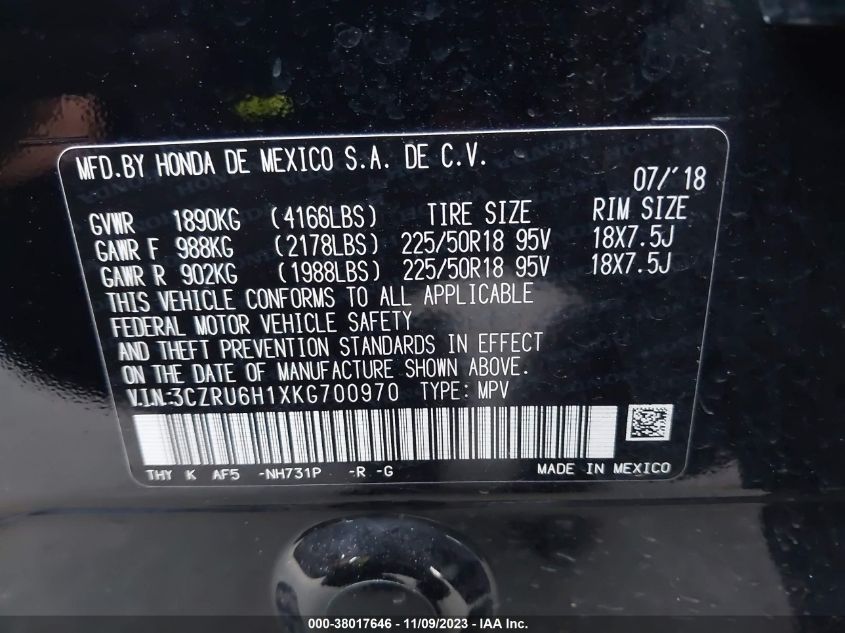 MFD.BY HONDA DE MEXICO S.A. DE C.V.
07/'18
GVWR 1890KG (4166LBS) TIRE SIZE RIM SIZE
GAWR F 988KG (2178LBS) 225/50R18 95V 18X7.5J
GAWR R 902KG (1988LBS) 225/50R18 95V 18X7.5J
THIS VEHICLE CONFORMS TO ALL APPLICABLE
FEDERAL MOTOR VEHICLE SAFETY
AND THEFT PREVENTION STANDARDS IN EFFECT
ON THE DATE OF MANUFACTURE SHOWN ABOVE.
V.I.N.:3CZRU6H1XKG700970 TYPE: MPV
THY K AF5 -NH731P -R -G MADE IN MEXICO
000-38017646 - 11/09/2023 - IAA Inc.